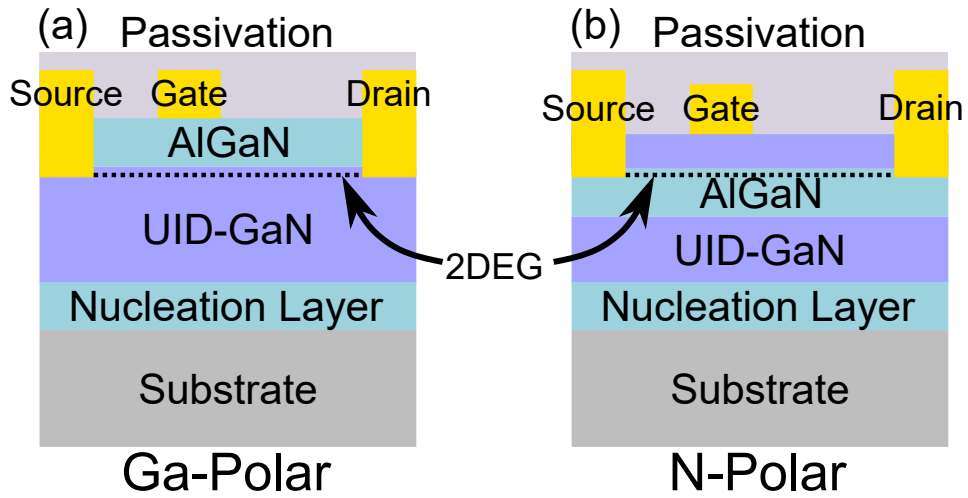 (a)
Passivation
Source Gate Drain
AlGaN
UID-GaN
Nucleation Layer
Substrate
Ga-Polar
2DEG
(b)
Passivation
Source Gate Drain
AlGaN
UID-GaN
Nucleation Layer
Substrate
N-Polar